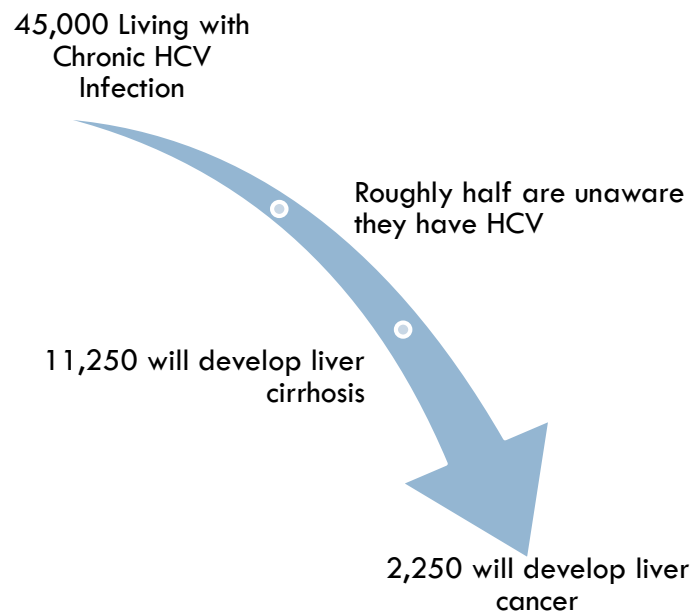 45,000 Living with
Chronic HCV
Infection
Roughly half are unaware
they have HCV
11,250 will develop liver
cirrhosis
2,250 will develop liver
cancer